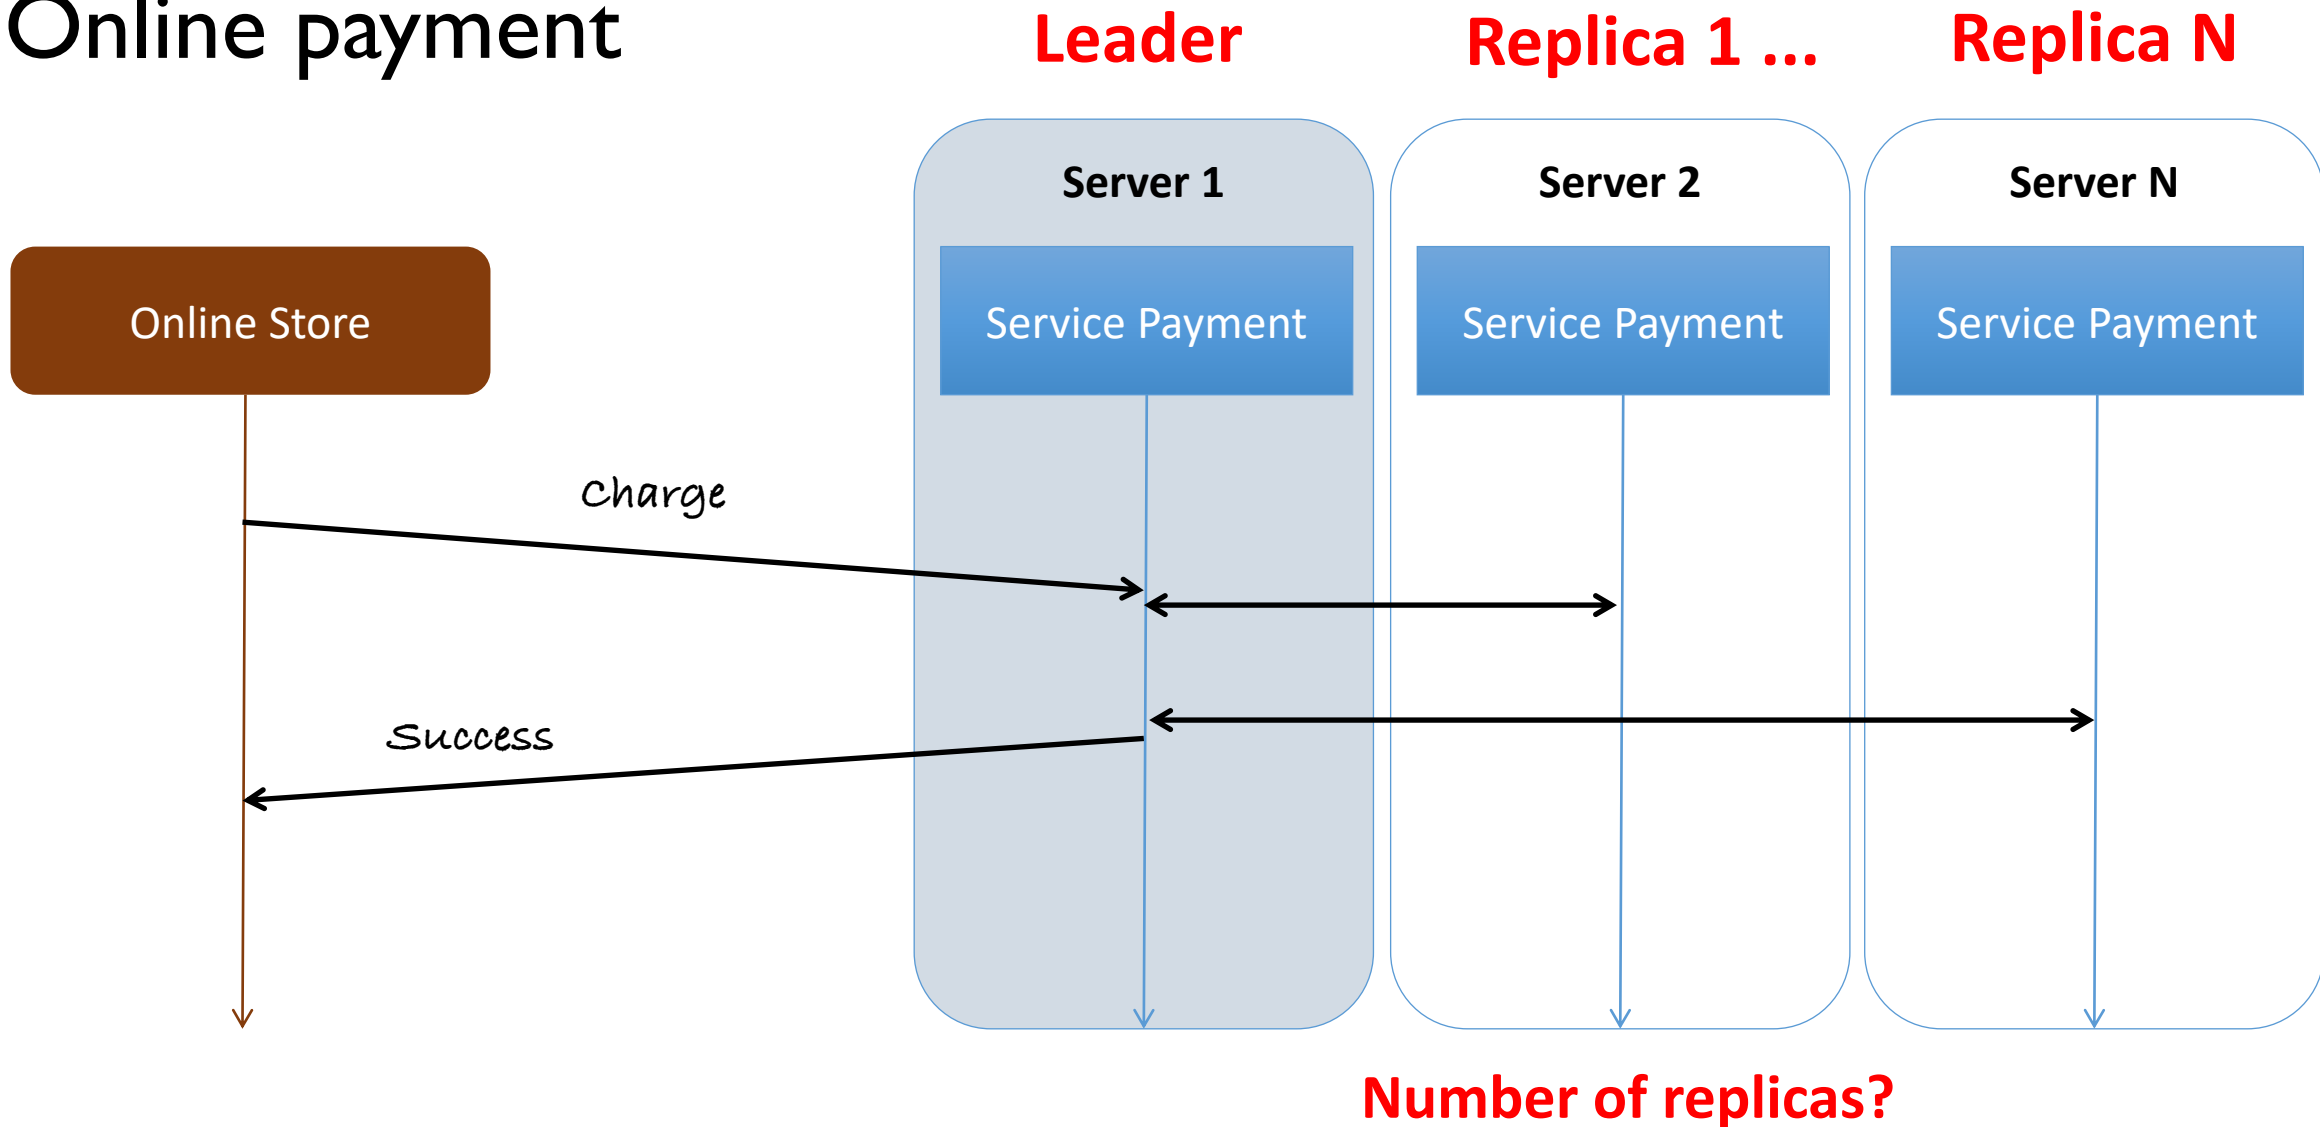 Online payment
Leader
Replica 1 ...
Replica N
Server 1
Server 2
Server N
Online Store
Service Payment
Service Payment
Service Payment
Charge
Success
Number of replicas?